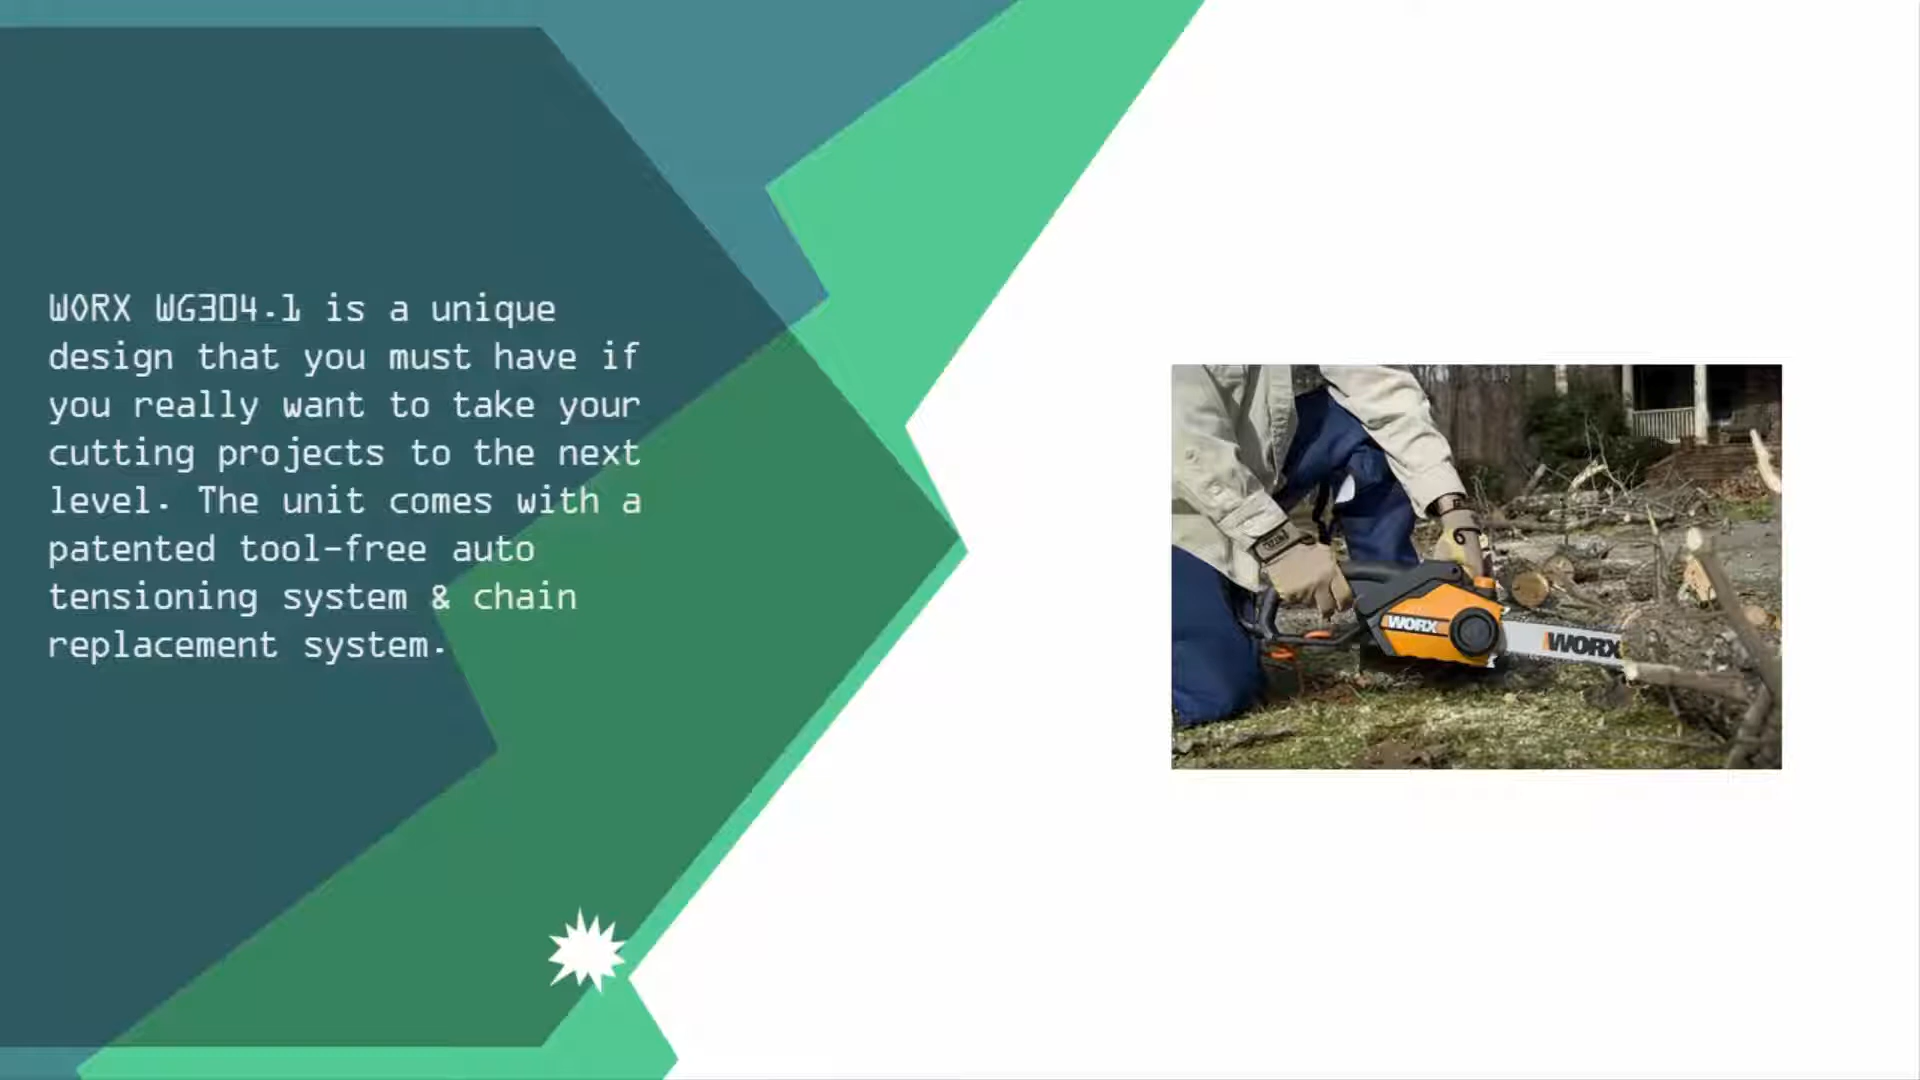 WORX WG304.1 is a unique
design that you must have if
you really want to take your
cutting projects to the next
level. The unit comes with a
patented tool-free auto
tensioning system & chain
replacement system.
WORX
WORX